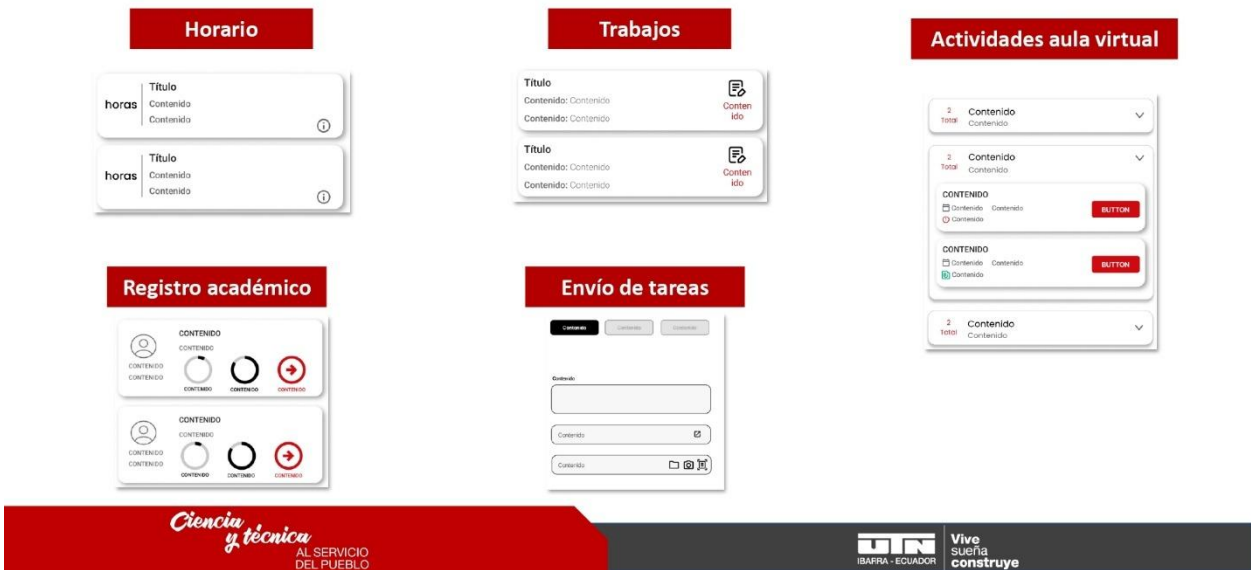 Horario
Título
horas
Contenido
Contenido
Título
horas
Contenido
Contenido
Trabajos
Título
Contenido: Contenido
Contenido: Contenido
Conten
ido
Título
Contenido: Contenido
Contenido: Contenido
Conten
ido
Actividades aula virtual
2
Total
Contenido
Contenido
2
Total
Contenido
Contenido
CONTENIDO
Contenido Contenido
Contenido
BUTTON
CONTENIDO
Contenido Contenido
Contenido
BUTTON
2
Total
Contenido
Contenido
Registro académico
CONTENIDO
CONTENIDO
CONTENIDO
CONTENIDO
CONTENIDO CONTENIDO CONTENIDO
CONTENIDO
CONTENIDO
CONTENIDO
CONTENIDO
CONTENIDO CONTENIDO CONTENIDO
Envío de tareas
Contenido Contenido Contenido
Contenido
Contenido
Contenido
Ciencia
y técnica
AL SERVICIO
DEL PUEBLO
UTN
IBARRA - ECUADOR
Vive
sueña
construye